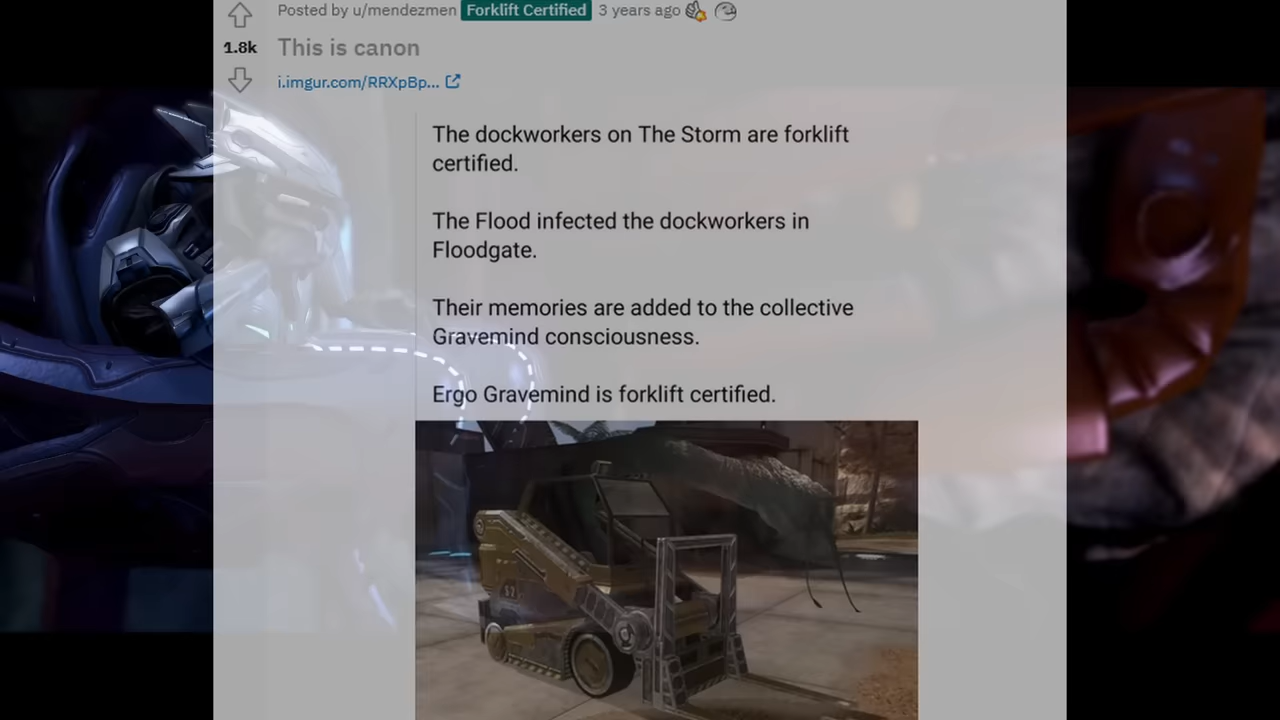 Posted by u/mendezmen Forklift Certified 3 years ago
1.8k This is canon
i.imgur.com/RRXpBp...
The dockworkers on The Storm are forklift
certified.
The Flood infected the dockworkers in
Floodgate.
Their memories are added to the collective
Gravemind consciousness.
Ergo Gravemind is forklift certified.
52